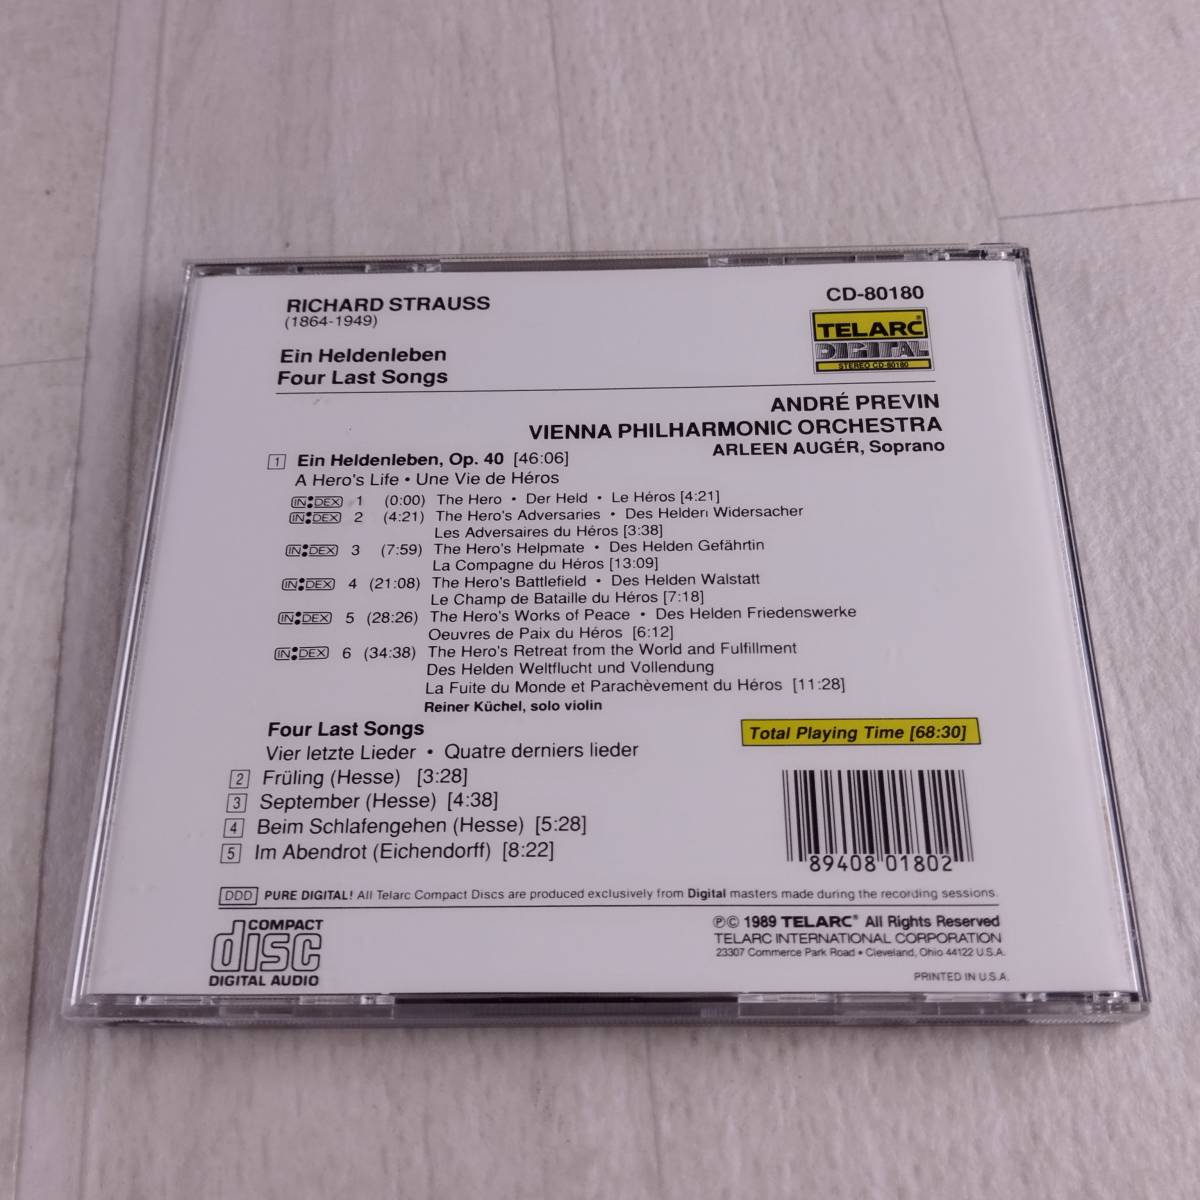 RICHARD STRAUSS
(1864-1949)
Ein Heldenleben
Four Last Songs
CD-80180
TELARC®
DIGITAL
STEREO CD-80180
ANDRÉ PREVIN
VIENNA PHILHARMONIC ORCHESTRA
ARLEEN AUGÉR, Soprano
1 Ein Heldenleben, Op. 40 [46:06]
A Hero's Life • Une Vie de Héros
INDEX 1 (0:00) The Hero • Der Held • Le Héros [4:21]
INDEX 2 (4:21) The Hero's Adversaries • Des Helden Widersacher
Les Adversaires du Héros [3:38]
INDEX 3 (7:59) The Hero's Helpmate • Des Helden Gefährtin
La Compagne du Héros [13:09]
INDEX 4 (21:08) The Hero's Battlefield • Des Helden Walstatt
Le Champ de Bataille du Héros [7:18]
INDEX 5 (28:26) The Hero's Works of Peace • Des Helden Friedenswerke
Oeuvres de Paix du Héros [6:12]
INDEX 6 (34:38) The Hero's Retreat from the World and Fulfillment
Des Helden Weltflucht und Vollendung
La Fuite du Monde et Parachèvement du Héros [11:28]
Reiner Küchel, solo violin
Four Last Songs
Vier letzte Lieder • Quatre derniers lieder
2 Früling (Hesse) [3:28]
3 September (Hesse) [4:38]
4 Beim Schlafengehen (Hesse) [5:28]
5 Im Abendrot (Eichendorff) [8:22]
Total Playing Time [68:30]
89408 01802
DDD PURE DIGITAL! All Telarc Compact Discs are produced exclusively from Digital masters made during the recording sessions.
COMPACT
disc
DIGITAL AUDIO
℗© 1989 TELARC® All Rights Reserved
TELARC INTERNATIONAL CORPORATION
23307 Commerce Park Road • Cleveland, Ohio 44122 U.S.A.
PRINTED IN U.S.A.